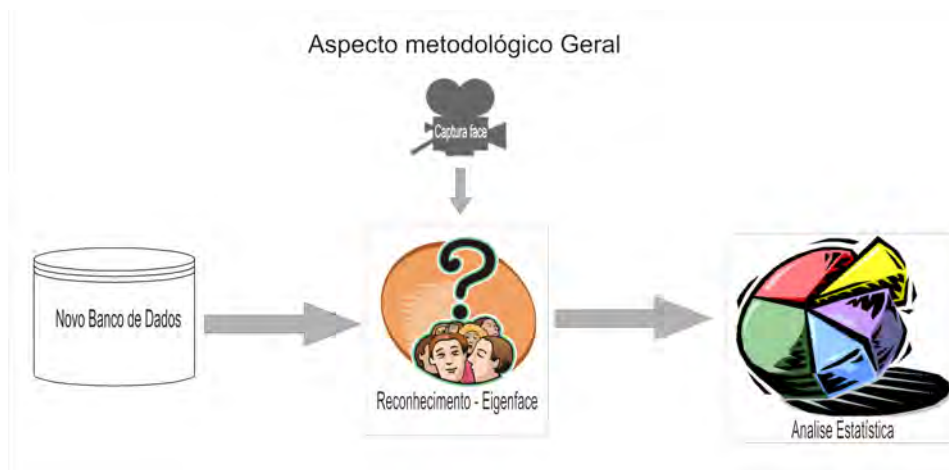 Aspecto metodológico Geral
Captura face
Novo Banco de Dados
Reconhecimento - Eigenface
Analise Estatística